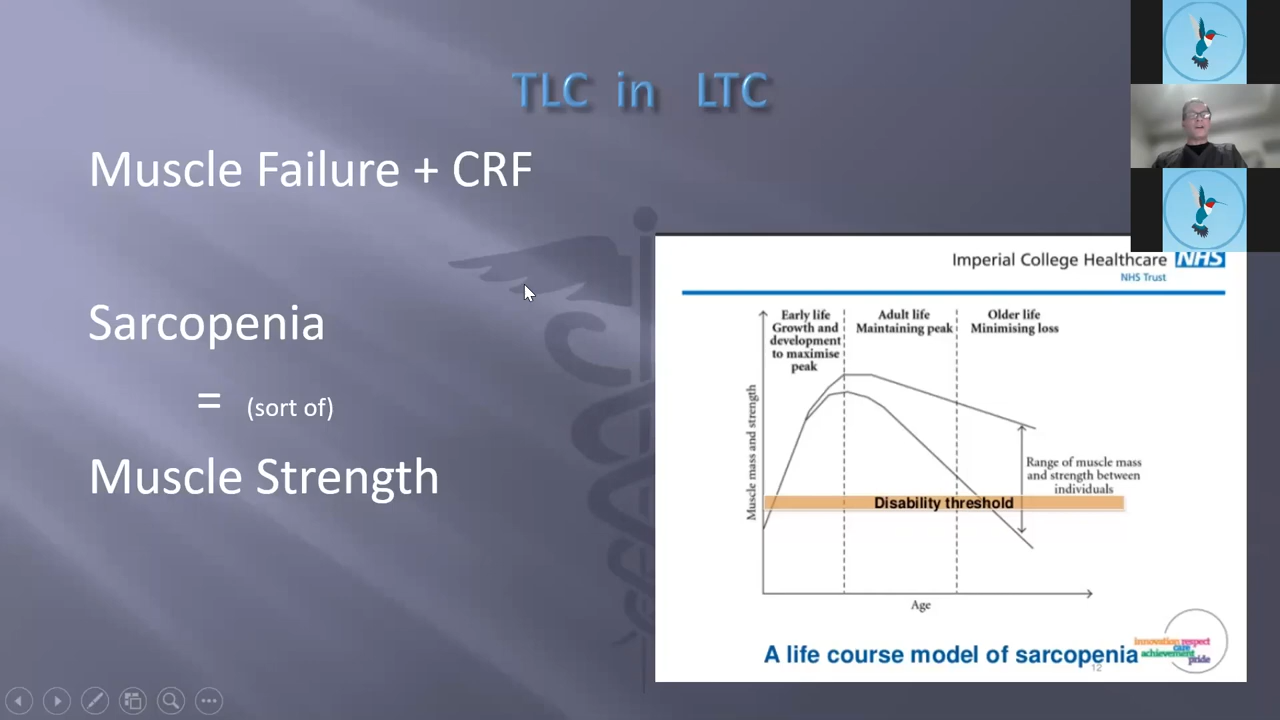 TLC in LTC
Muscle Failure + CRF
Sarcopenia
= (sort of)
Muscle Strength
Imperial College Healthcare NHS
NHS Trust
Early life
Growth and
development
to maximise
peak
Adult life
Maintaining peak
Older life
Minimising loss
Muscle mass and strength
Range of muscle mass
and strength between
individuals
Disability threshold
Age
A life course model of sarcopenia
12
innovation respect
care
achievement
pride